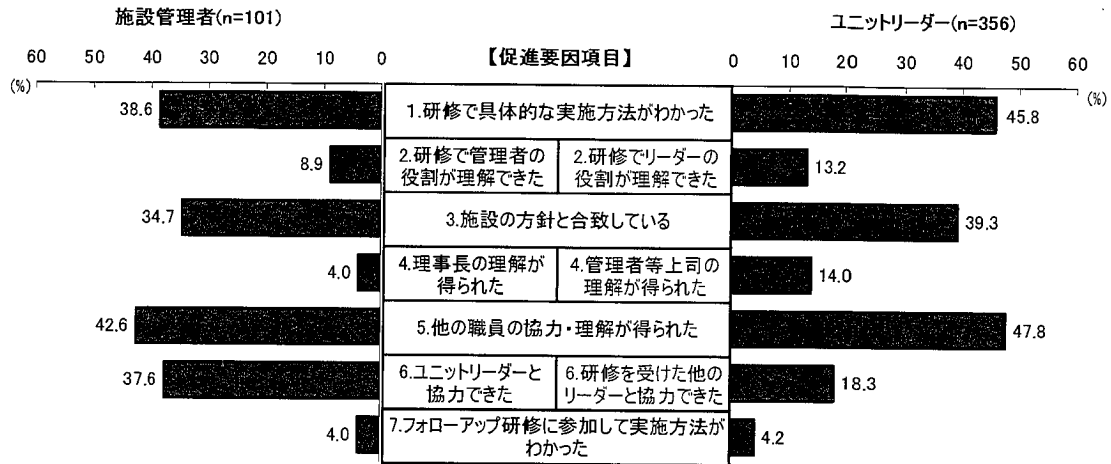 施設管理者(n=101)
ユニットリーダー(n=356)
60 50 40 30 20 10 0
【促進要因項目】
0 10 20 30 40 50 60
(%)
(%)
38.6
1.研修で具体的な実施方法がわかった
45.8
8.9
2.研修で管理者の
役割が理解できた
2.研修でリーダーの
役割が理解できた
13.2
34.7
3.施設の方針と合致している
39.3
4.0
4.理事長の理解が
得られた
4.管理者等上司の
理解が得られた
14.0
42.6
5.他の職員の協力・理解が得られた
47.8
37.6
6.ユニットリーダーと
協力できた
6.研修を受けた他の
リーダーと協力できた
18.3
4.0
7.フォローアップ研修に参加して実施方法が
わかった
4.2